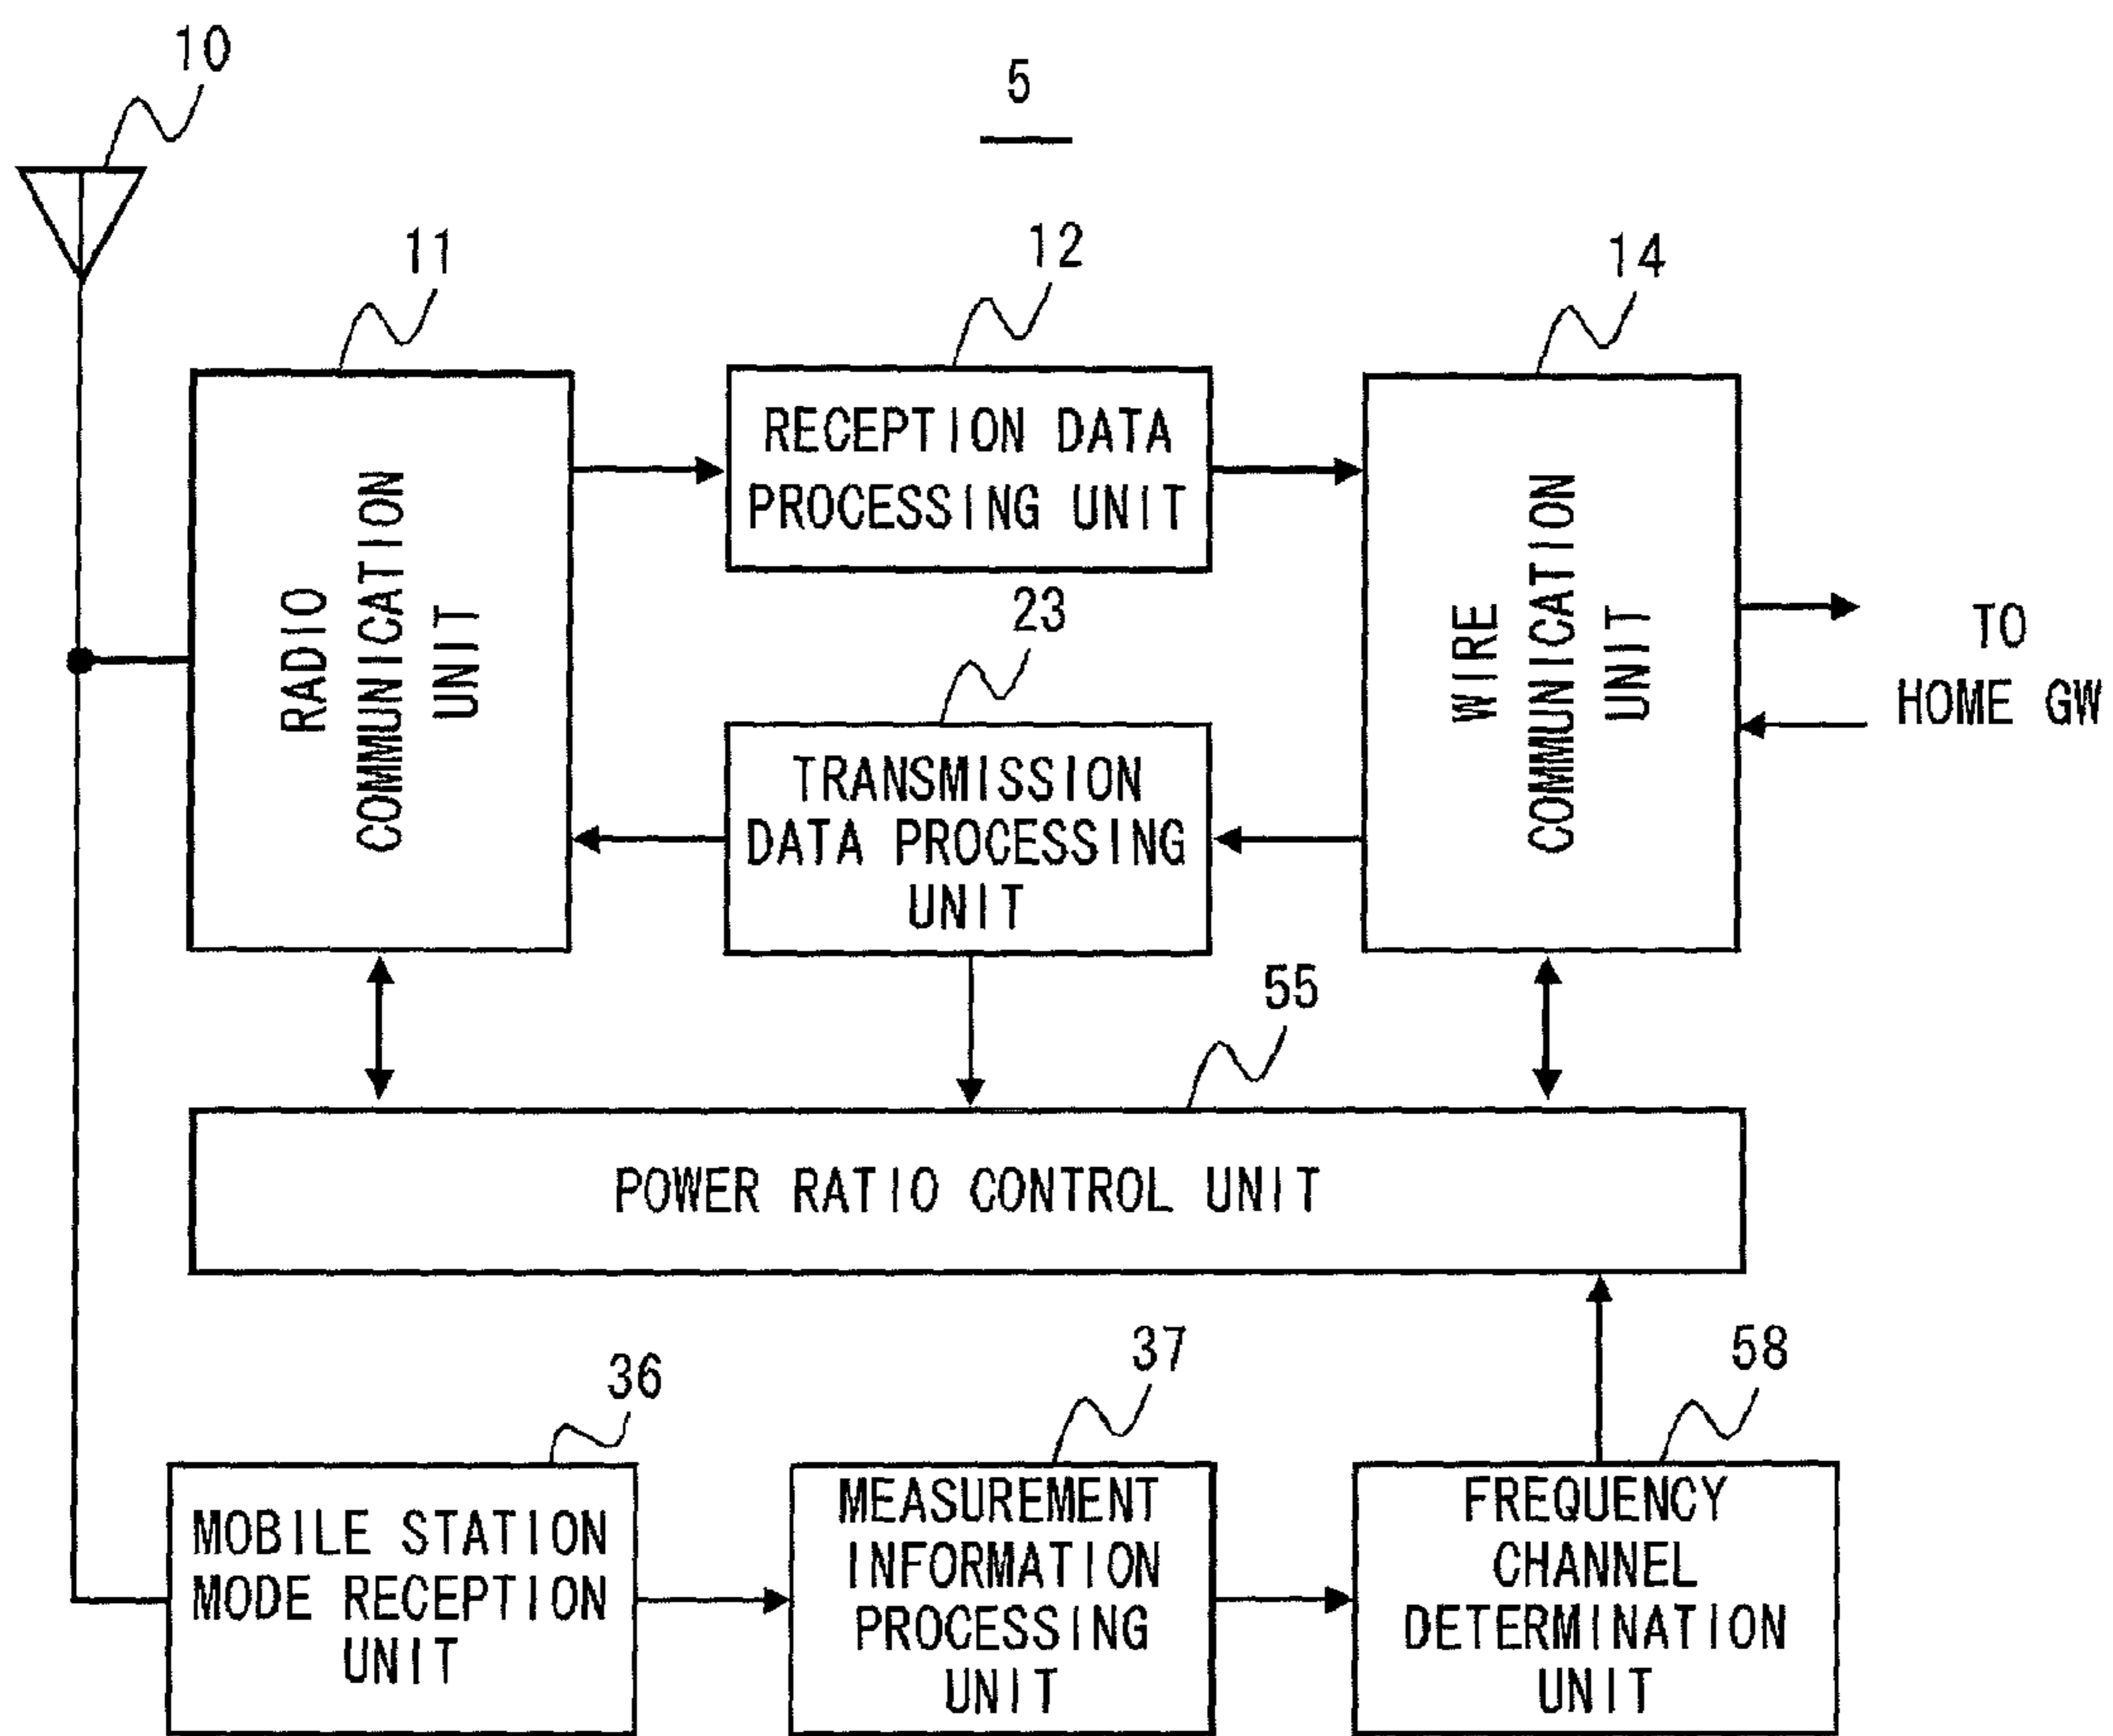 10
5
11
12
14
RECEPTION DATA
PROCESSING UNIT
RADIO
COMMUNICATION
UNIT
WIRE
COMMUNICATION
UNIT
23
TO
HOME GW
TRANSMISSION
DATA PROCESSING
UNIT
55
POWER RATIO CONTROL UNIT
36
37
58
MOBILE STATION
MODE RECEPTION
UNIT
MEASUREMENT
INFORMATION
PROCESSING
UNIT
FREQUENCY
CHANNEL
DETERMINATION
UNIT